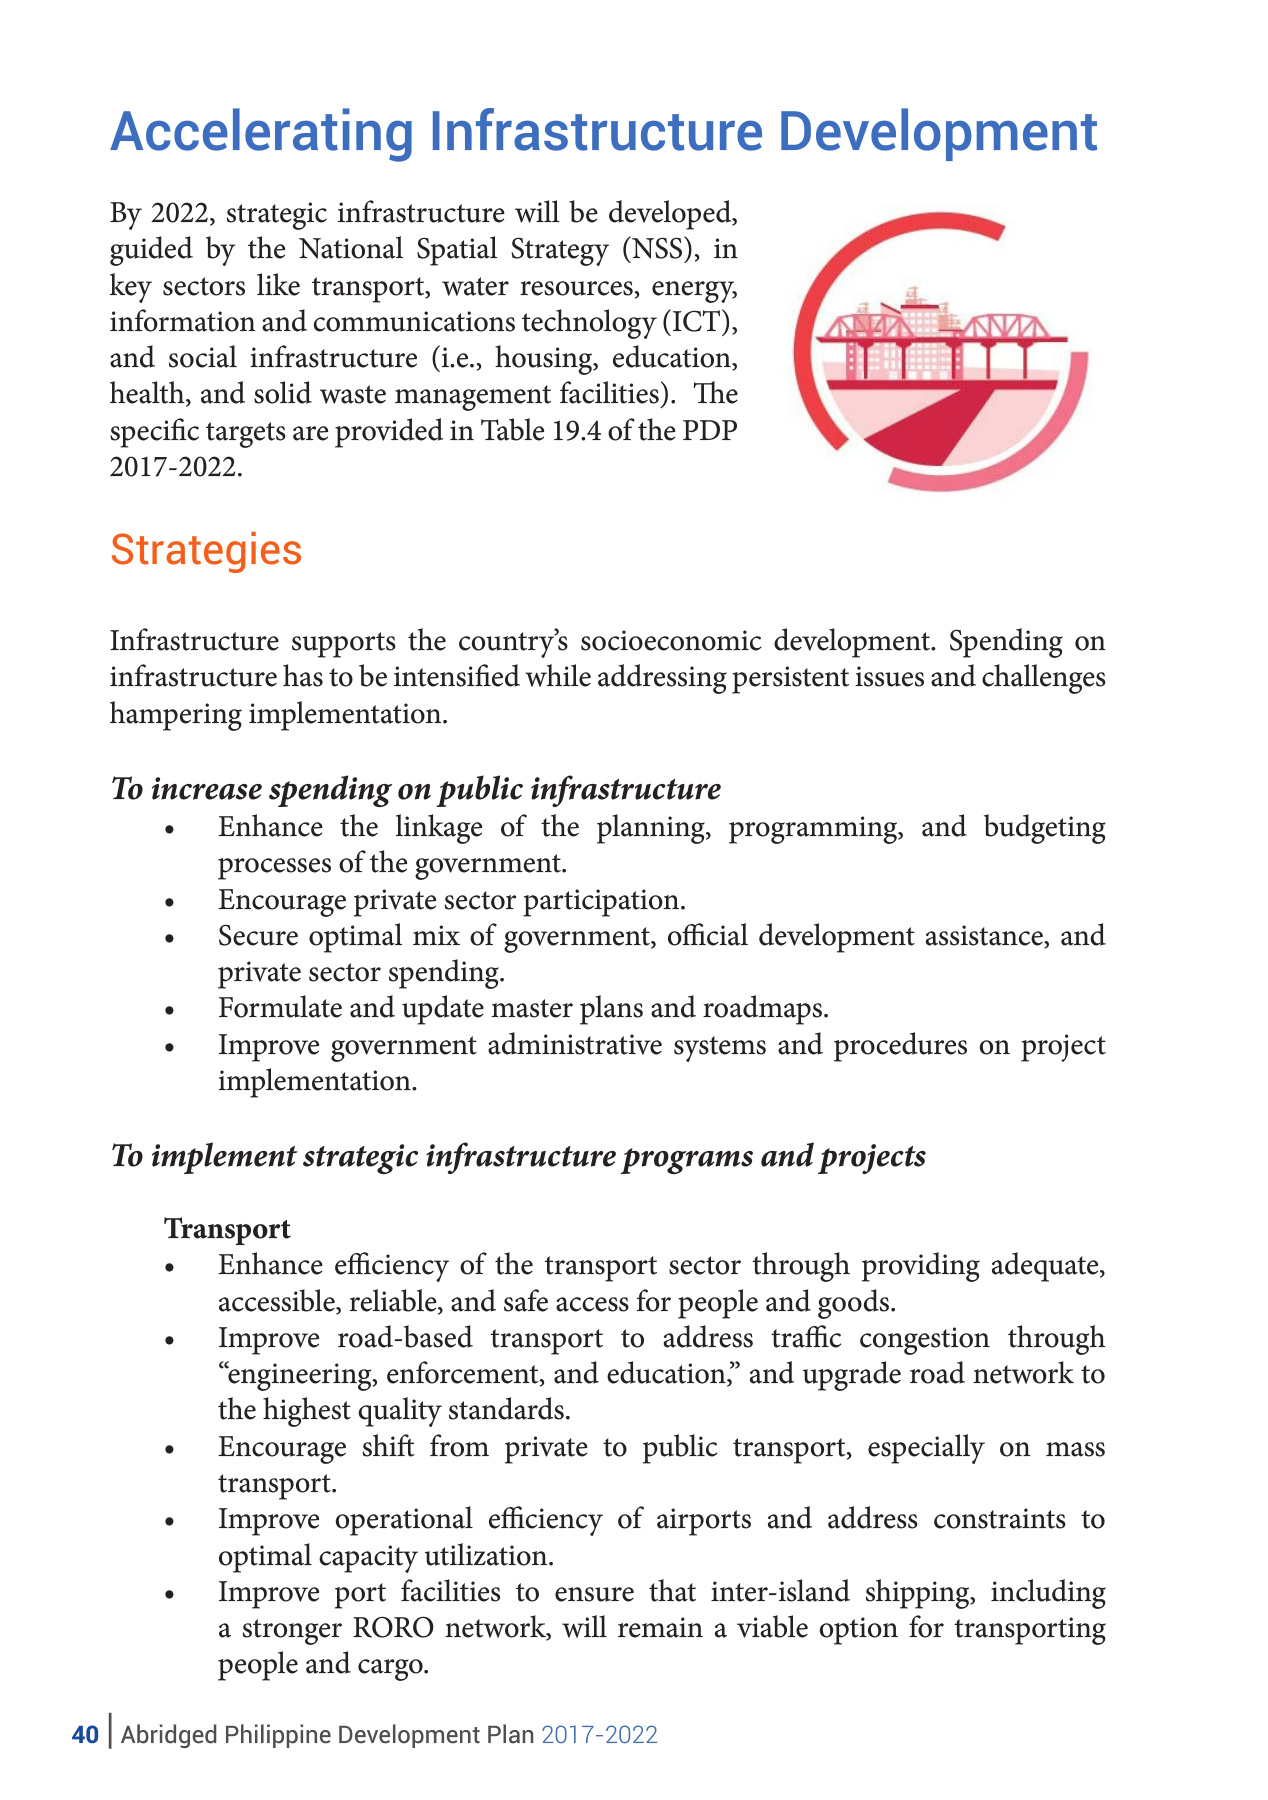 Accelerating Infrastructure Development
By 2022, strategic infrastructure will be developed,
guided by the National Spatial Strategy (NSS), in
key sectors like transport, water resources, energy,
information and communications technology (ICT),
and social infrastructure (i.e., housing, education,
health, and solid waste management facilities). The
specific targets are provided in Table 19.4 of the PDP
2017-2022.
Strategies
Infrastructure supports the country’s socioeconomic development. Spending on
infrastructure has to be intensified while addressing persistent issues and challenges
hampering implementation.
To increase spending on public infrastructure
• Enhance the linkage of the planning, programming, and budgeting
processes of the government.
• Encourage private sector participation.
• Secure optimal mix of government, official development assistance, and
private sector spending.
• Formulate and update master plans and roadmaps.
• Improve government administrative systems and procedures on project
implementation.
To implement strategic infrastructure programs and projects
Transport
• Enhance efficiency of the transport sector through providing adequate,
accessible, reliable, and safe access for people and goods.
• Improve road-based transport to address traffic congestion through
“engineering, enforcement, and education,” and upgrade road network to
the highest quality standards.
• Encourage shift from private to public transport, especially on mass
transport.
• Improve operational efficiency of airports and address constraints to
optimal capacity utilization.
• Improve port facilities to ensure that inter-island shipping, including
a stronger RORO network, will remain a viable option for transporting
people and cargo.
40 | Abridged Philippine Development Plan 2017-2022